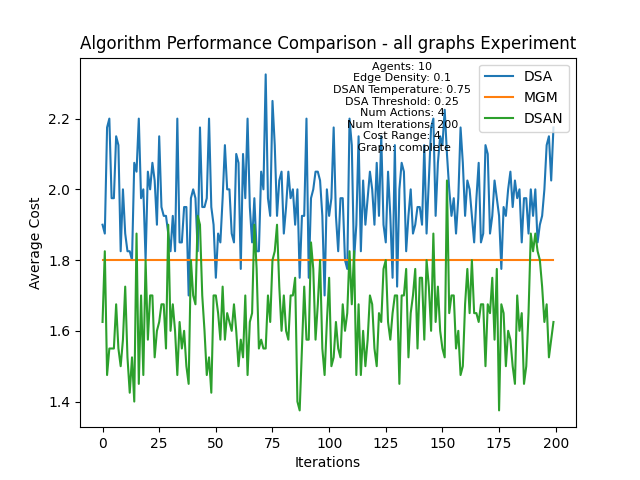 Algorithm Performance Comparison - all graphs Experiment
Agents: 10
Edge Density: 0.1
DSAN Temperature: 0.75
DSA Threshold: 0.25
Num Actions: 4
Num Iterations: 200
Cost Range: 4
Graph: complete
DSA
MGM
DSAN
Average Cost
2.2
2.0
1.8
1.6
1.4
0 25 50 75 100 125 150 175 200
Iterations